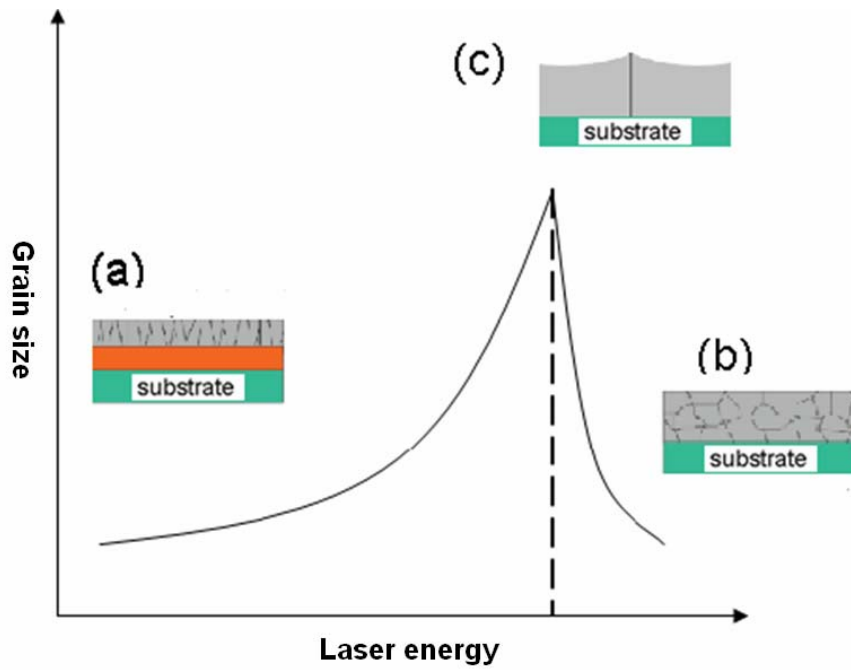 (c)
substrate
Grain size
(a)
substrate
(b)
substrate
Laser energy